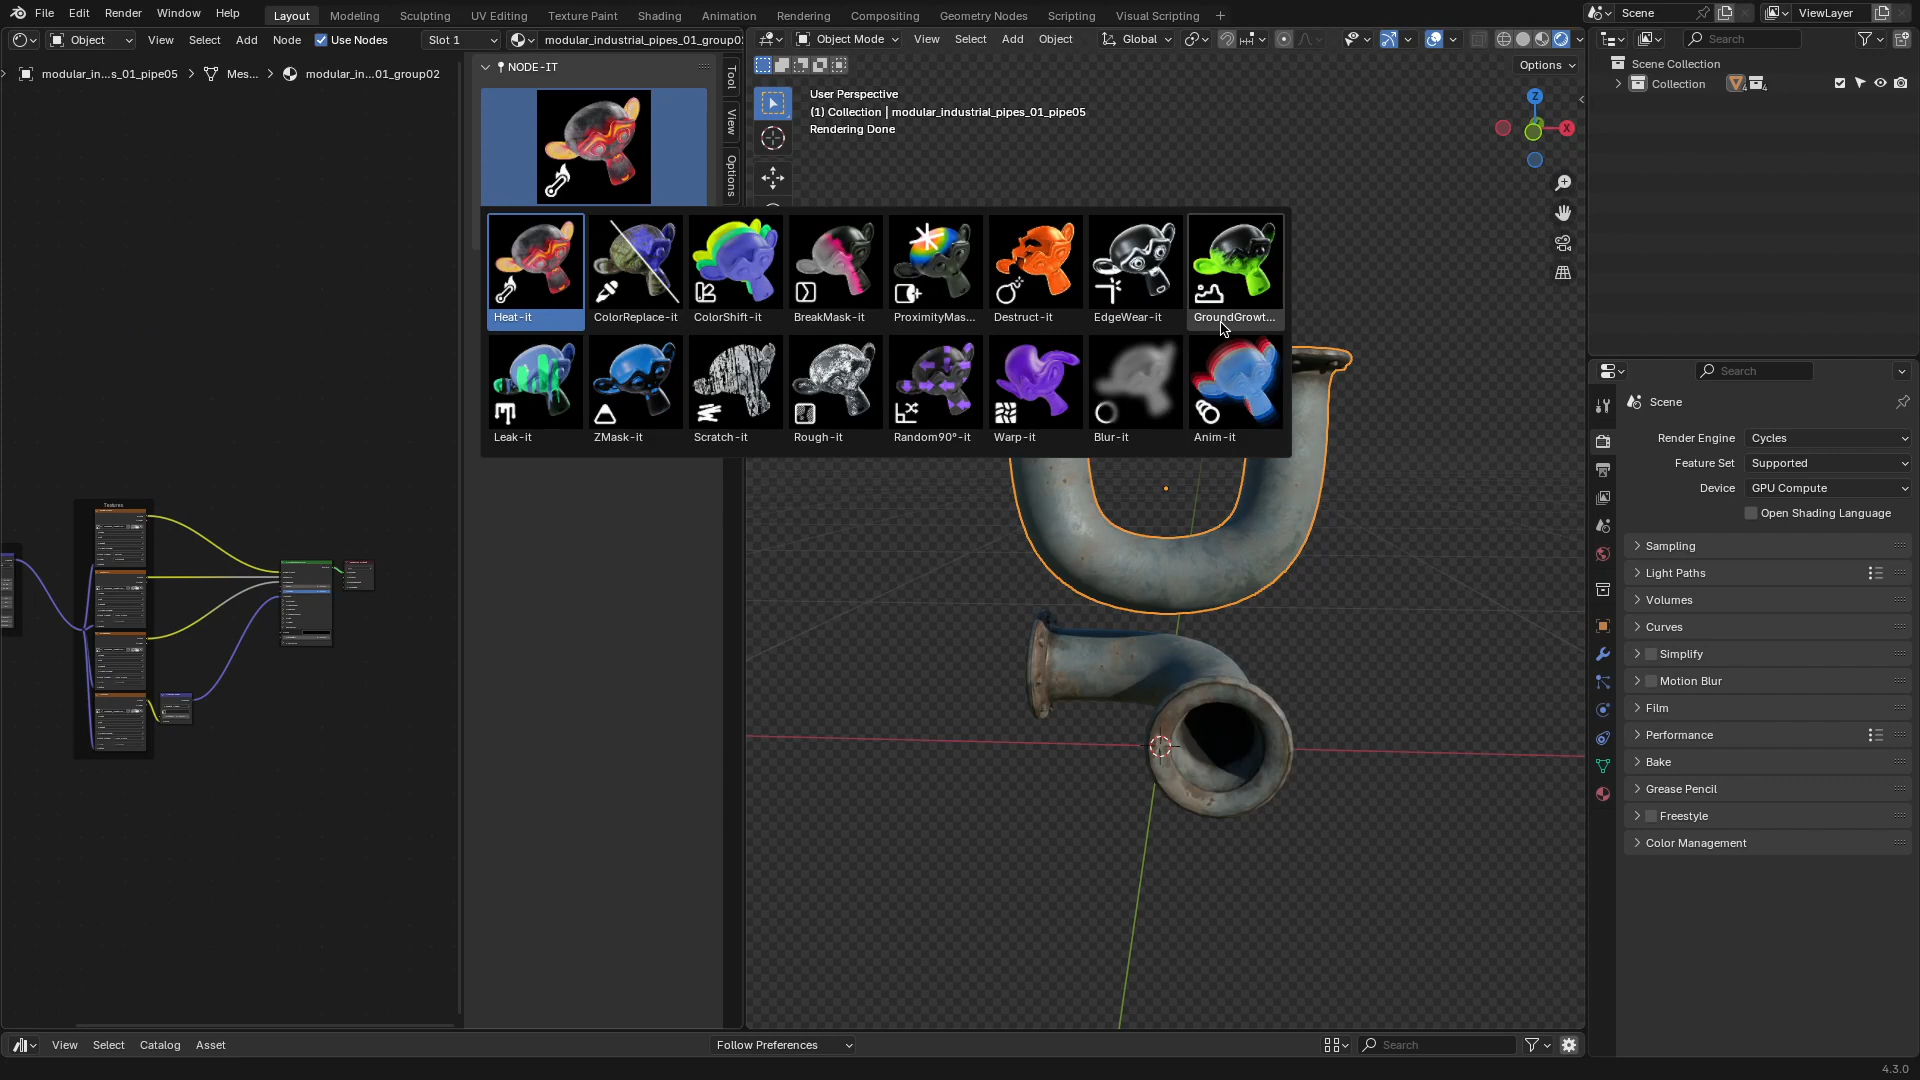 File Edit Render Window Help Layout Modeling Sculpting UV Editing Texture Paint Shading Animation Rendering Compositing Geometry Nodes Scripting Visual Scripting Scene ViewLayer
Object View Select Add Node Use Nodes Slot 1 modular_industrial_pipes_01_group0
Object Mode View Select Add Object Global Search
modular_in...s_01_pipe05 Mes... modular_in...01_group02
NODE-IT
Options
Tool
View
Options
User Perspective
(1) Collection | modular_industrial_pipes_01_pipe05
Rendering Done
Z
X
Scene Collection
Collection 4 4
Heat-it ColorReplace-it ColorShift-it BreakMask-it ProximityMas... Destruct-it EdgeWear-it GroundGrowt...
Leak-it ZMask-it Scratch-it Rough-it Random90°-it Warp-it Blur-it Anim-it
Textures
Search
Scene
Render Engine Cycles
Feature Set Supported
Device GPU Compute
Open Shading Language
Sampling
Light Paths
Volumes
Curves
Simplify
Motion Blur
Film
Performance
Bake
Grease Pencil
Freestyle
Color Management
View Select Catalog Asset Follow Preferences Search
4.3.0